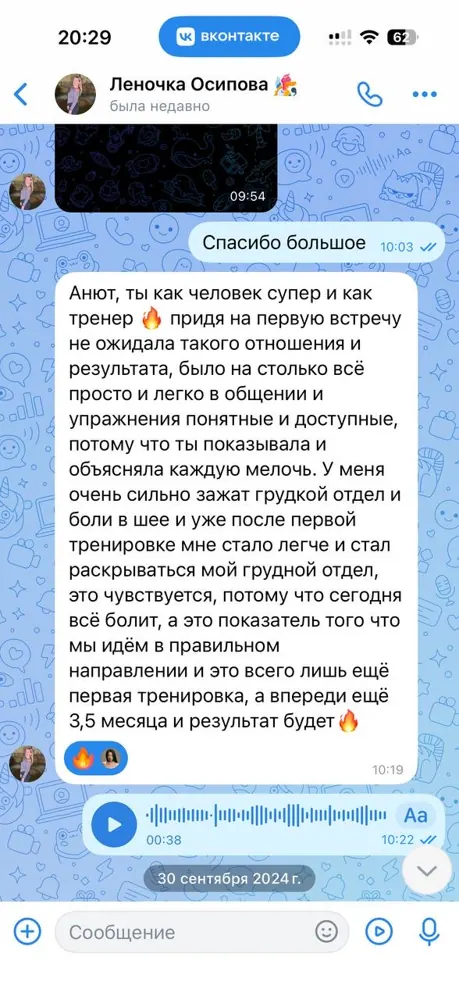 20:29
вконтакте
62
Леночка Осипова
была недавно
09:54
Спасибо большое 10:03
Анют, ты как человек супер и как
тренер 🔥 придя на первую встречу
не ожидала такого отношения и
результата, было на столько всё
просто и легко в общении и
упражнения понятные и доступные,
потому что ты показывала и
объясняла каждую мелочь. У меня
очень сильно зажат грудкой отдел и
боли в шее и уже после первой
тренировке мне стало легче и стал
раскрываться мой грудной отдел,
это чувствуется, потому что сегодня
всё болит, а это показатель того что
мы идём в правильном
направлении и это всего лишь ещё
первая тренировка, а впереди ещё
3,5 месяца и результат будет🔥
10:19
Aa
00:38 10:22
30 сентября 2024 г.
Сообщение